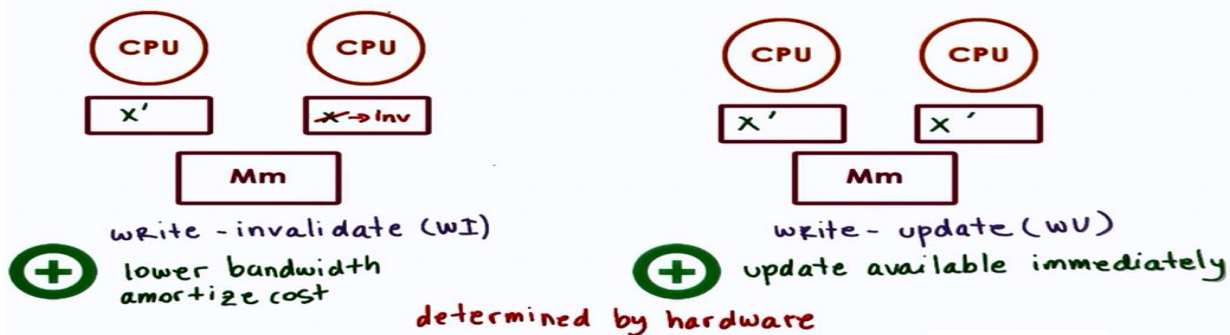 CPU
CPU
x'
x → Inv
Mm
write - invalidate (WI)
+ lower bandwidth
amortize cost
CPU
CPU
x'
x'
Mm
write - update (WU)
+ update available immediately
determined by hardware